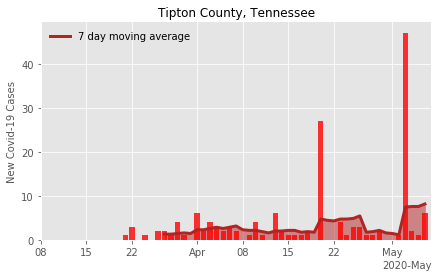 Tipton County, Tennessee
7 day moving average
New Covid-19 Cases
40
30
20
10
0
08 15 22 Apr 08 15 22 May 08
2020-May